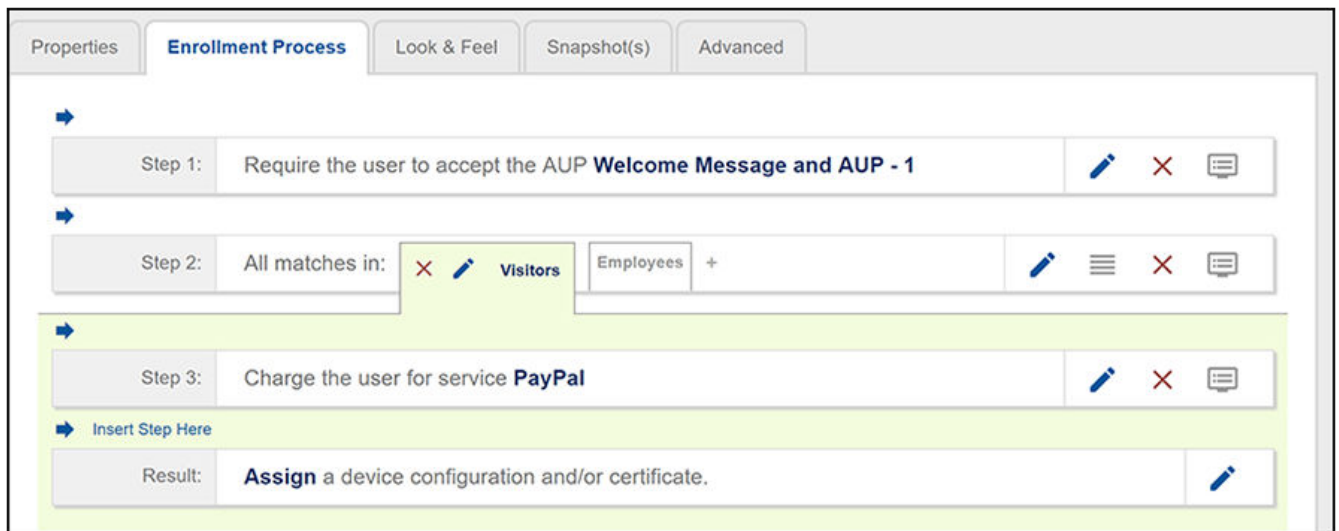 Properties Enrollment Process Look & Feel Snapshot(s) Advanced
Step 1: Require the user to accept the AUP Welcome Message and AUP - 1
Step 2: All matches in: Visitors Employees +
Step 3: Charge the user for service PayPal
Insert Step Here
Result: Assign a device configuration and/or certificate.